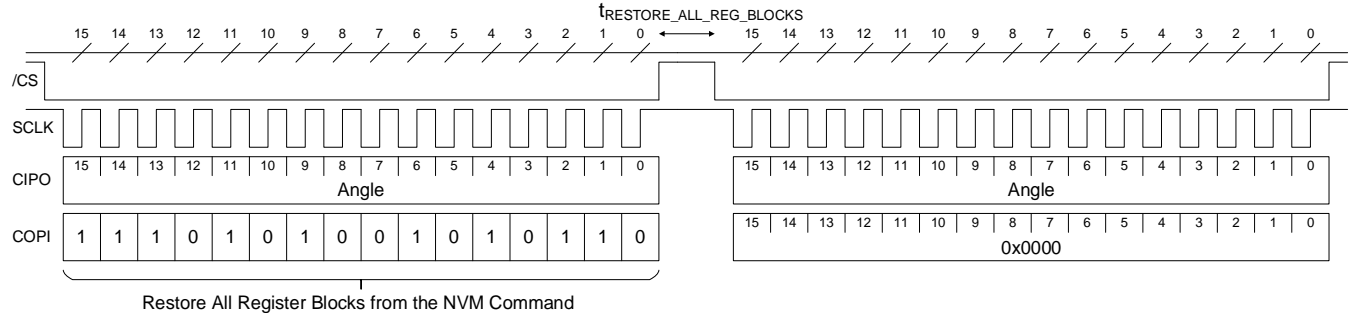 tRESTORE_ALL_REG_BLOCKS
15 14 13 12 11 10 9 8 7 6 5 4 3 2 1 0 15 14 13 12 11 10 9 8 7 6 5 4 3 2 1 0
/CS
SCLK
CIPO 15 14 13 12 11 10 9 8 7 6 5 4 3 2 1 0 15 14 13 12 11 10 9 8 7 6 5 4 3 2 1 0
Angle Angle
COPI 1 1 1 0 1 0 1 0 0 1 0 1 0 1 1 0 15 14 13 12 11 10 9 8 7 6 5 4 3 2 1 0
0x0000
Restore All Register Blocks from the NVM Command